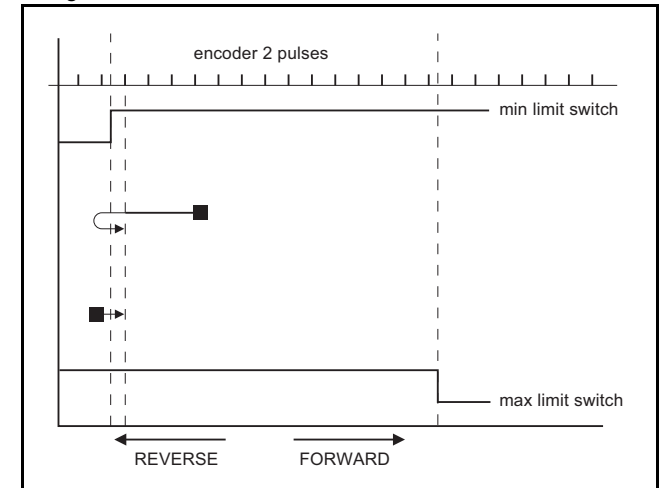 encoder 2 pulses
min limit switch
max limit switch
REVERSE
FORWARD